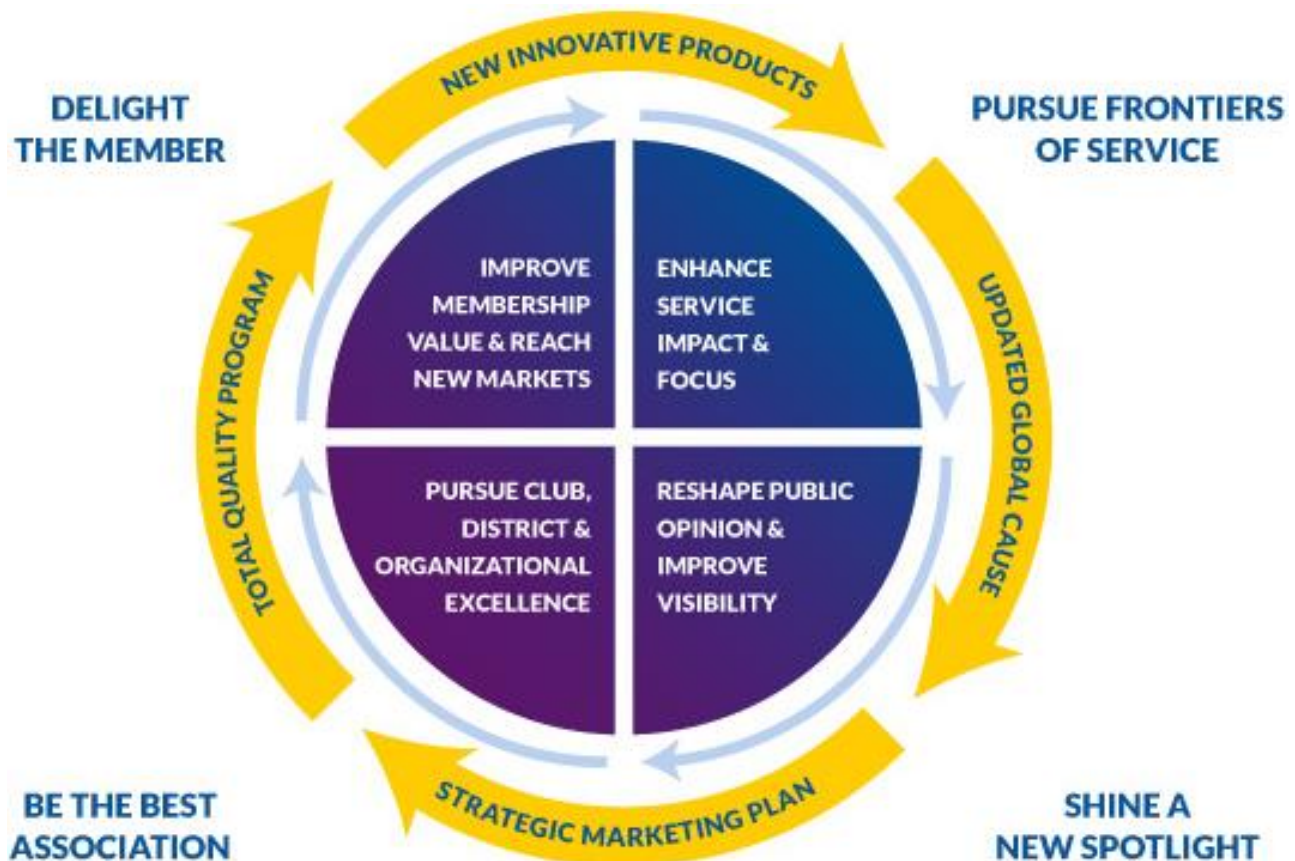 NEW INNOVATIVE PRODUCTS
DELIGHT
THE MEMBER
PURSUE FRONTIERS
OF SERVICE
TOTAL QUALITY PROGRAM
IMPROVE
MEMBERSHIP
VALUE & REACH
NEW MARKETS
ENHANCE
SERVICE
IMPACT &
FOCUS
UPDATED GLOBAL CAUSE
PURSUE CLUB,
DISTRICT &
ORGANIZATIONAL
EXCELLENCE
RESHAPE PUBLIC
OPINION &
IMPROVE
VISIBILITY
STRATEGIC MARKETING PLAN
BE THE BEST
ASSOCIATION
SHINE A
NEW SPOTLIGHT